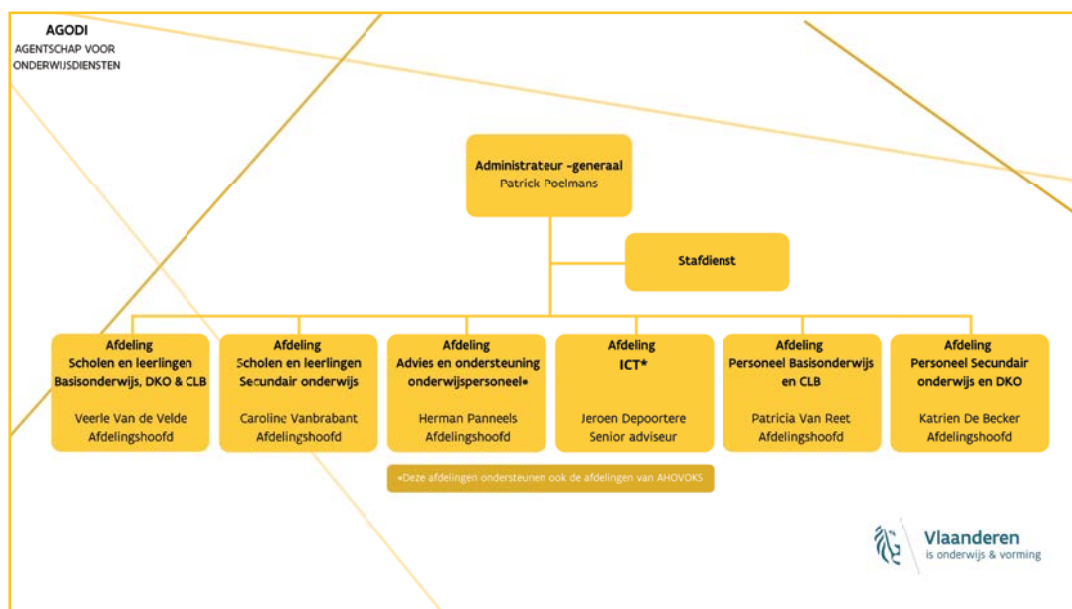 AGODI
AGENTSCHAP VOOR
ONDERWIJSDIENSTEN
Administrateur -generaal
Patrick Poelmans
Stafdienst
Afdeling
Scholen en leerlingen
Basisonderwijs, DKO & CLB
Veerle Van de Velde
Afdelingshoofd
Afdeling
Scholen en leerlingen
Secundair onderwijs
Caroline Vanbrabant
Afdelingshoofd
Afdeling
Advies en ondersteuning
onderwijspersoneel*
Herman Panneels
Afdelingshoofd
Afdeling
ICT*
Jeroen Depoortere
Senior adviseur
Afdeling
Personeel Basisonderwijs
en CLB
Patricia Van Reet
Afdelingshoofd
Afdeling
Personeel Secundair
onderwijs en DKO
Katrien De Becker
Afdelingshoofd
*Deze afdelingen ondersteunen ook de afdelingen van AHOVOKS
Vlaanderen
is onderwijs & vorming